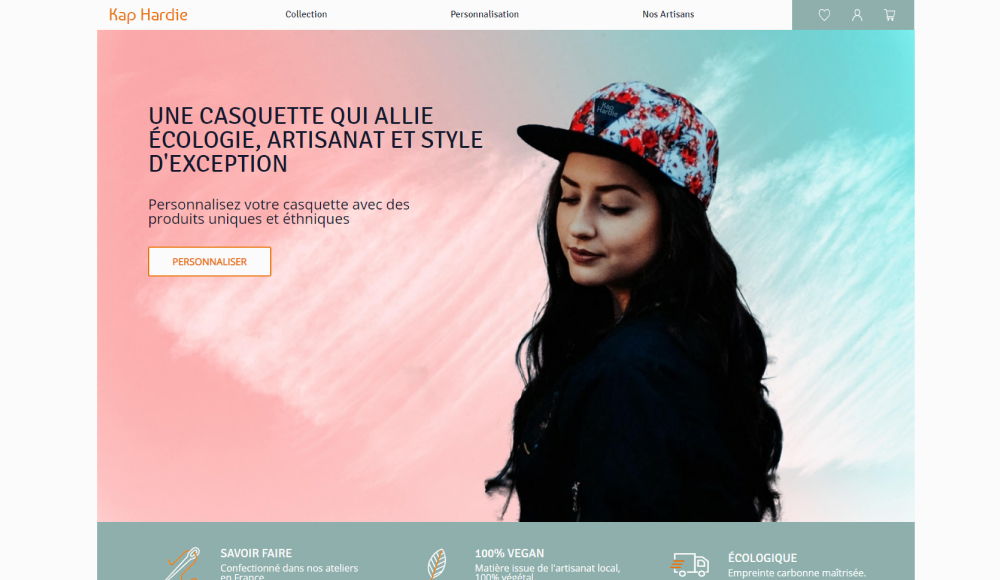 Kap Hardie
Collection
Personnalisation
Nos Artisans
Kap
Hardie
UNE CASQUETTE QUI ALLIE
ÉCOLOGIE, ARTISANAT ET STYLE
D'EXCEPTION
Personnalisez votre casquette avec des
produits uniques et éthniques
PERSONNALISER
SAVOIR FAIRE
Confectionné dans nos ateliers
en France
100% VEGAN
Matière issue de l'artisanat local,
100% végétal
ÉCOLOGIQUE
Empreinte carbonne maîtrisée.